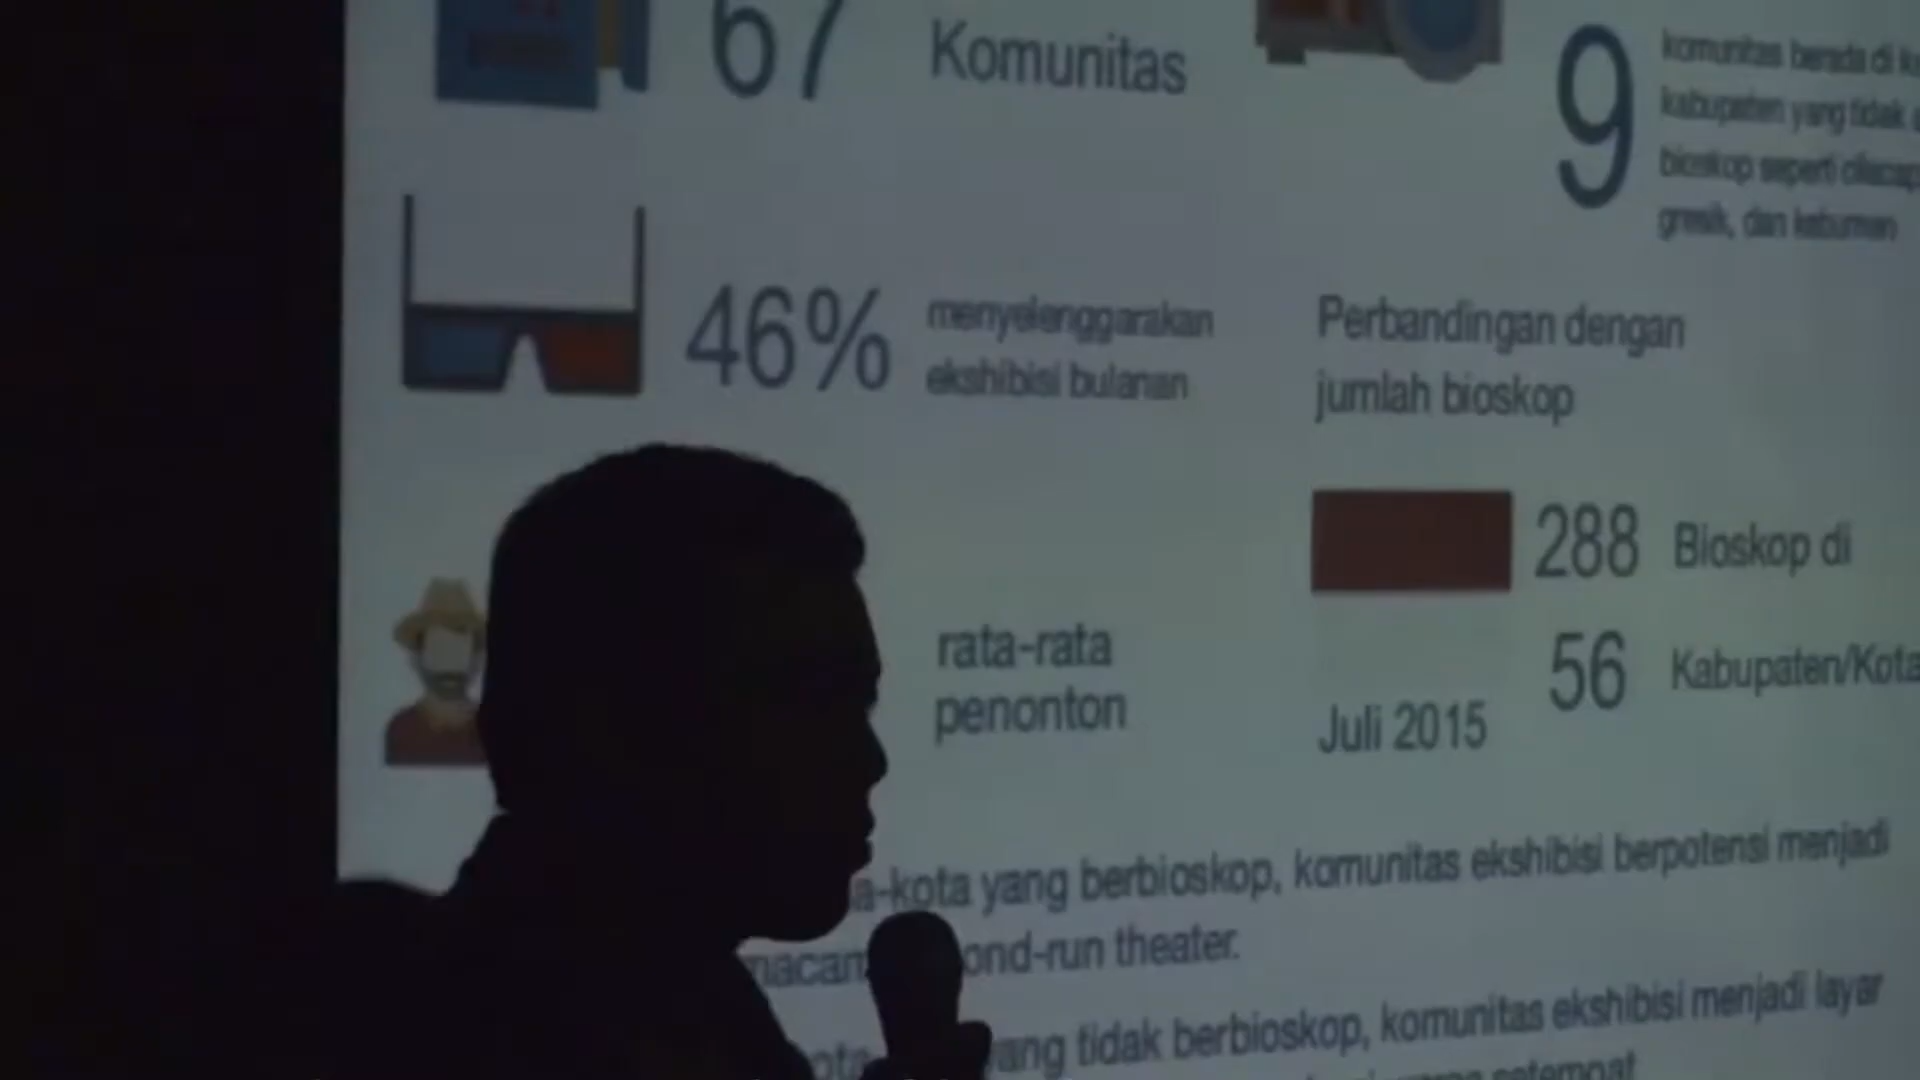 67 Komunitas
9
komunitas berada di
kabupaten yang tidak
bioskop seperti cilacap
gresik, dan kebumen
46%
menyelenggarakan
ekshibisi bulanan
Perbandingan dengan
jumlah bioskop
288 Bioskop di
56 Kabupaten/Kota
Juli 2015
rata-rata
penonton
a-kota yang berbioskop, komunitas ekshibisi berpotensi menjadi
macam ond-run theater.
yang tidak berbioskop, komunitas ekshibisi menjadi layar
setempat